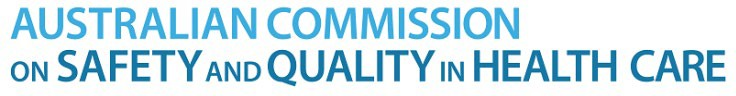 AUSTRALIAN COMMISSION
ON SAFETY AND QUALITY IN HEALTH CARE